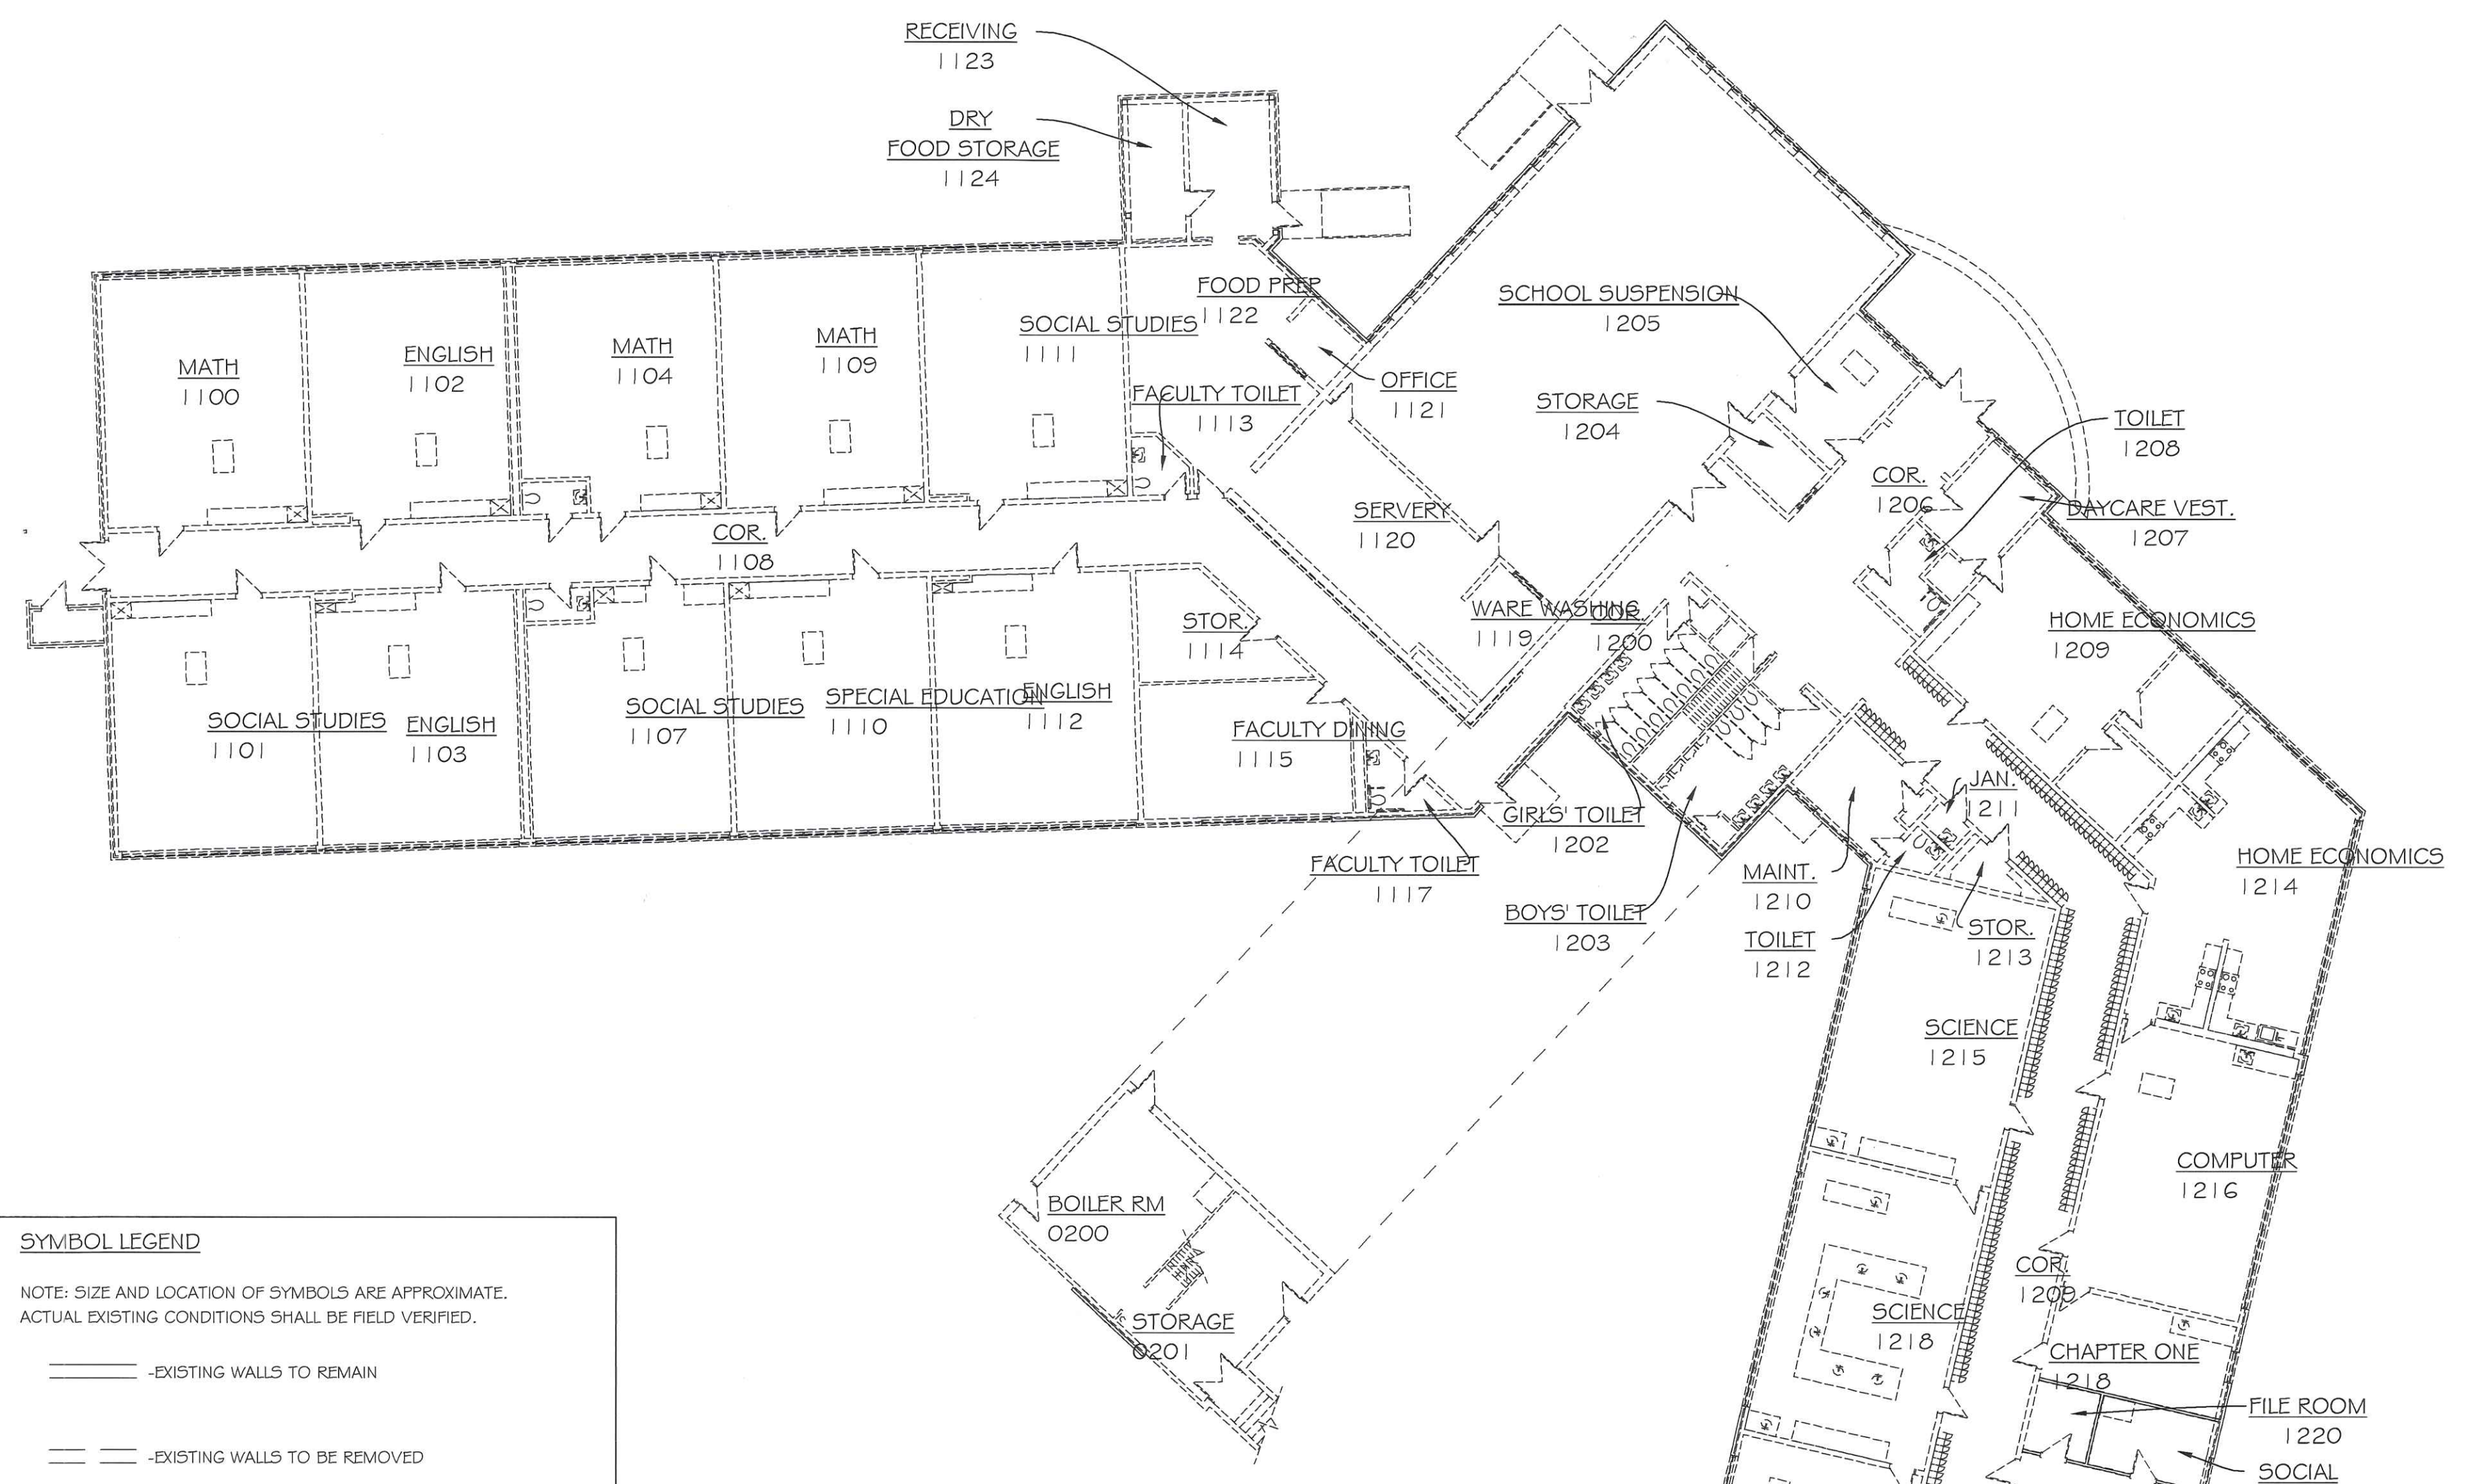 RECEIVING
1123
DRY
FOOD STORAGE
1124
FOOD PREP
1122
SCHOOL SUSPENSION
1205
SOCIAL STUDIES
1111
MATH
1109
MATH
1104
ENGLISH
1102
MATH
1100
OFFICE
1121
FACULTY TOILET
1113
STORAGE
1204
TOILET
1208
COR.
1206
DAYCARE VEST.
1207
SERVERY
1120
COR.
1108
WARE WASHING
1119
COR.
1200
STOR.
1114
HOME ECONOMICS
1209
SOCIAL STUDIES
1101
ENGLISH
1103
SOCIAL STUDIES
1107
SPECIAL EDUCATION
1110
ENGLISH
1112
FACULTY DINING
1115
JAN.
1211
GIRLS' TOILET
1202
FACULTY TOILET
1117
MAINT.
1210
HOME ECONOMICS
1214
BOYS' TOILET
1203
TOILET
1212
STOR.
1213
SCIENCE
1215
COMPUTER
1216
BOILER RM
0200
STORAGE
0201
COR.
1209
SCIENCE
1218
CHAPTER ONE
1218
FILE ROOM
1220
SOCIAL
SYMBOL LEGEND
NOTE: SIZE AND LOCATION OF SYMBOLS ARE APPROXIMATE.
ACTUAL EXISTING CONDITIONS SHALL BE FIELD VERIFIED.
-EXISTING WALLS TO REMAIN
-EXISTING WALLS TO BE REMOVED